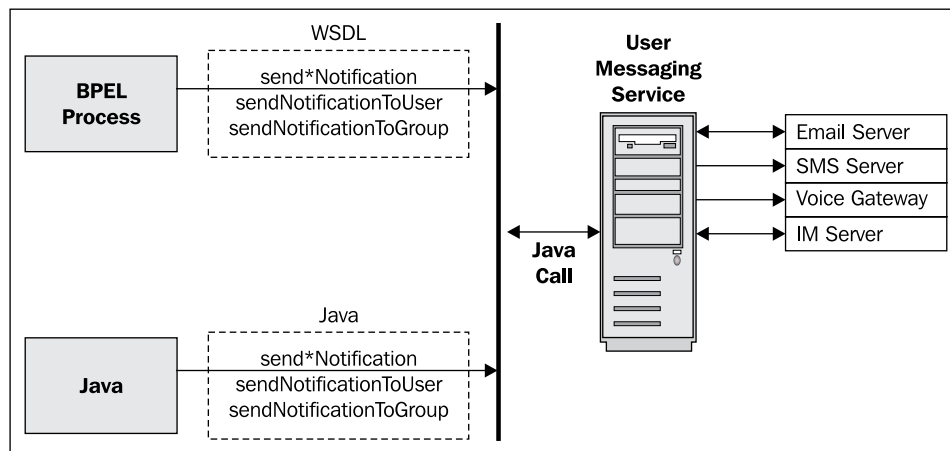 WSDL
BPEL
Process
send*Notification
sendNotificationToUser
sendNotificationToGroup
User
Messaging
Service
Email Server
SMS Server
Voice Gateway
IM Server
Java
Call
Java
Java
send*Notification
sendNotificationToUser
sendNotificationToGroup